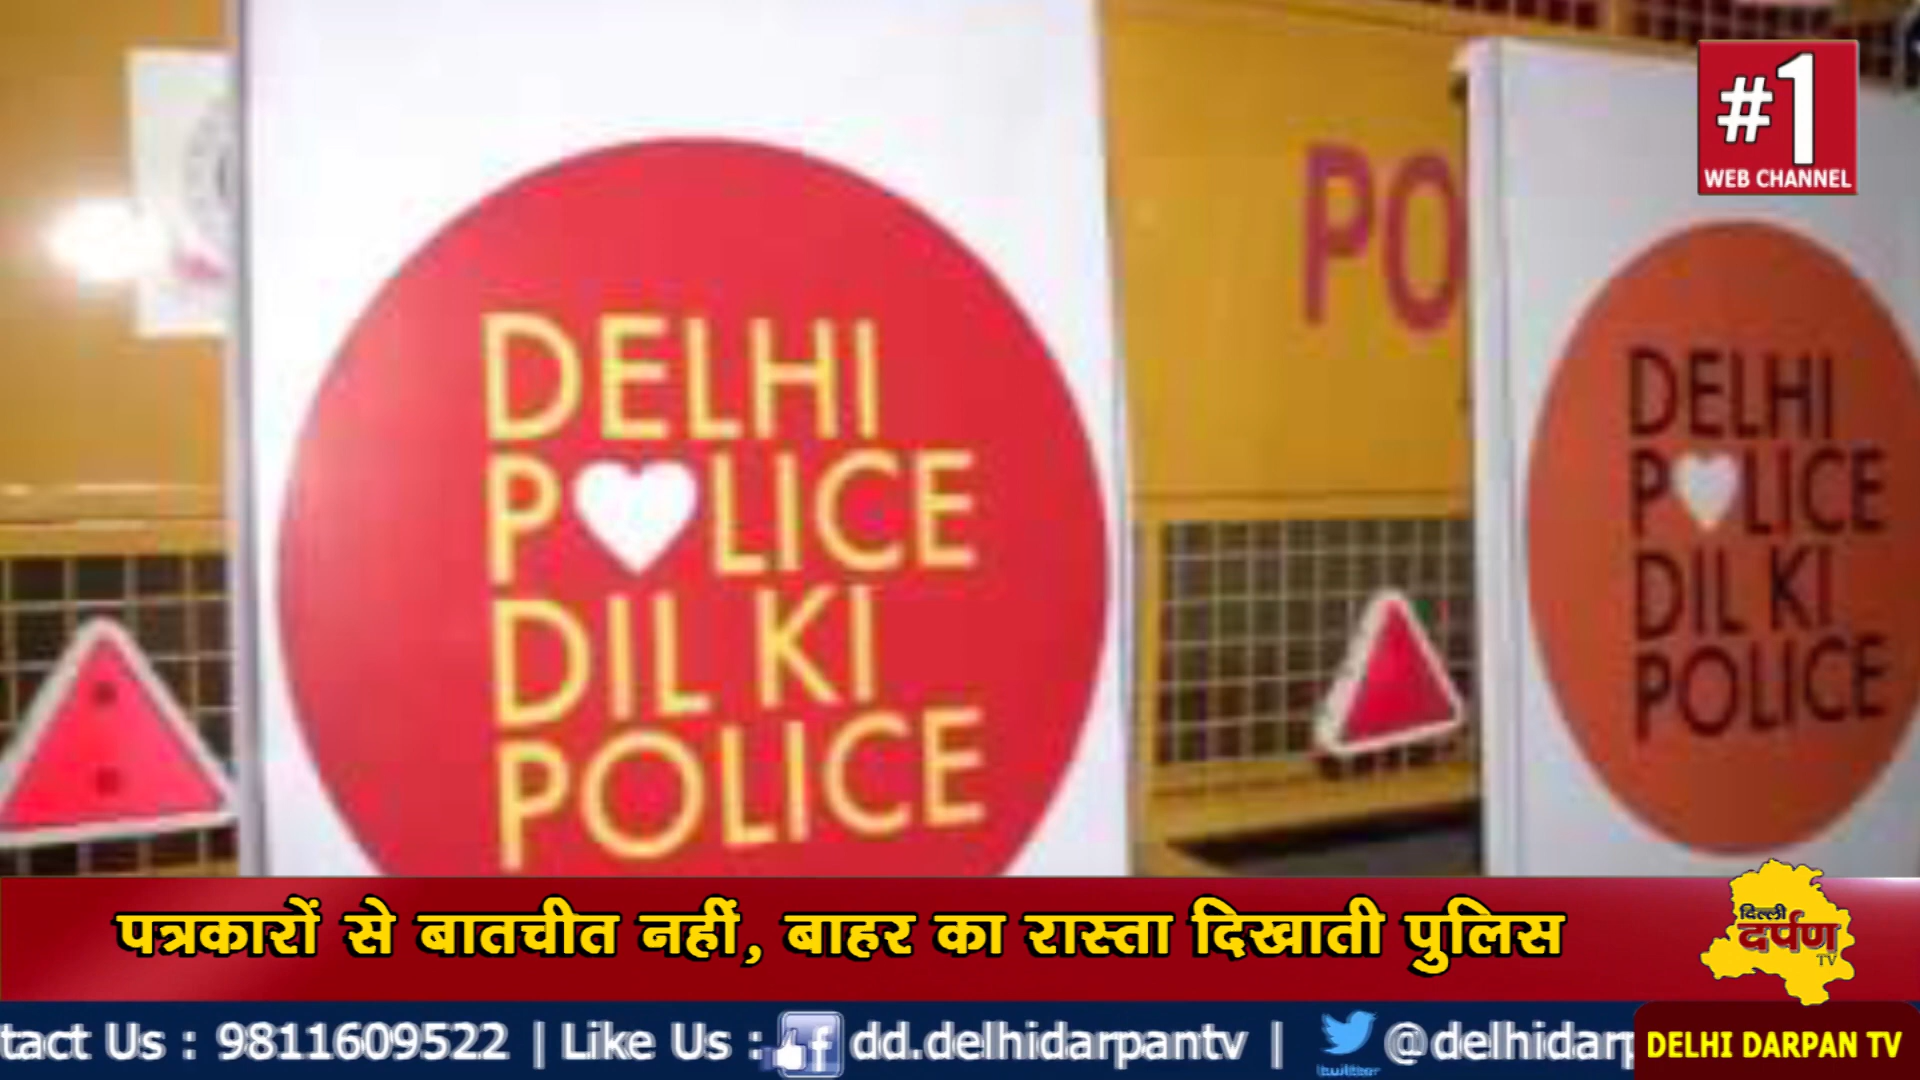 #1
WEB CHANNEL
PO
DELHI
P LICE
DIL KI
POLICE
DELHI
P LICE
DIL KI
POLICE
पत्रकारों से बातचीत नहीं, बाहर का रास्ता दिखाती पुलिस
दिल्ली
दर्पण
TV
tact Us : 9811609522 | Like Us : f dd.delhidarpantv | twitter @delhidarp
DELHI DARPAN TV